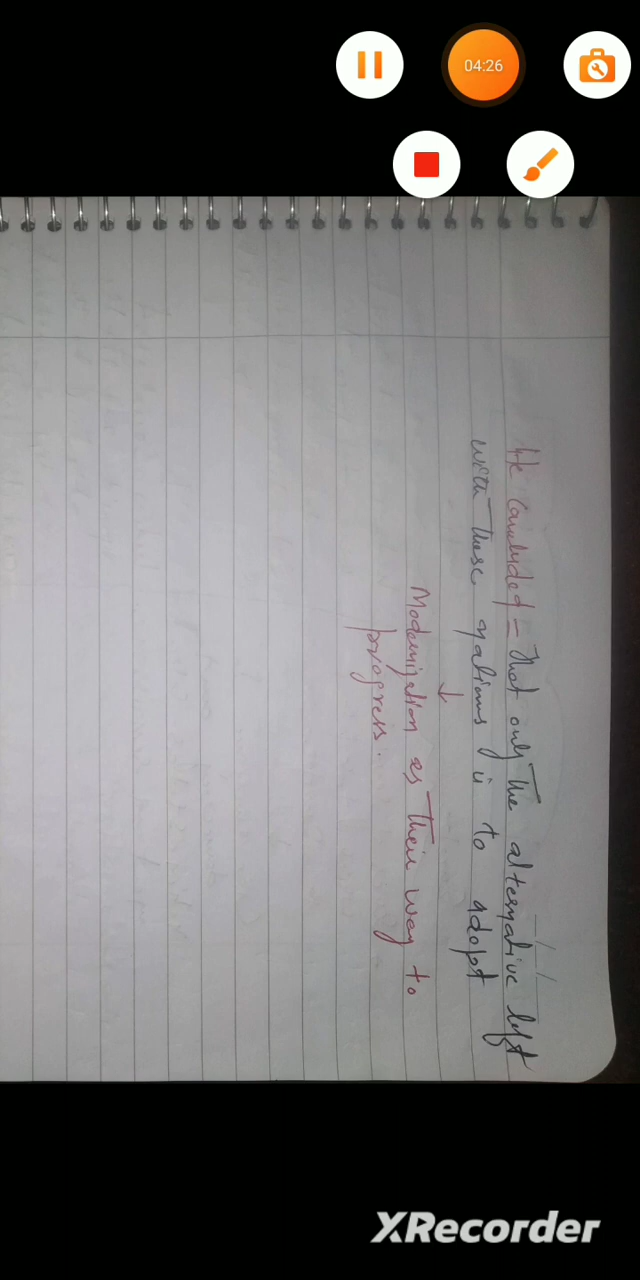 04:26
He concluded – that only the alternative left
with these nations is to adopt
↓
Modernization as their way to
progress.
XRecorder